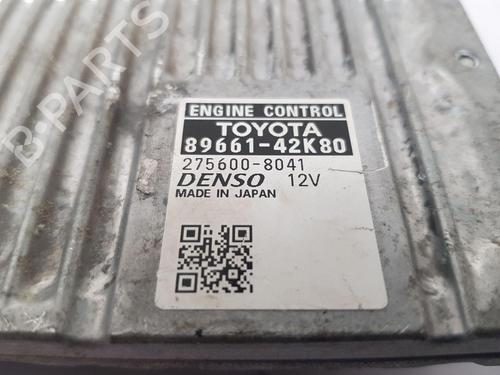 B-PARTS
ENGINE CONTROL
TOYOTA
89661-42K80
275600-8041
DENSO 12V
MADE IN JAPAN